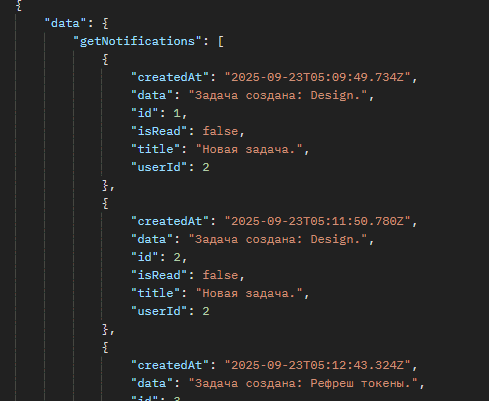 {
"data": {
"getNotifications": [
{
"createdAt": "2025-09-23T05:09:49.734Z",
"data": "Задача создана: Design.",
"id": 1,
"isRead": false,
"title": "Новая задача.",
"userId": 2
},
{
"createdAt": "2025-09-23T05:11:50.780Z",
"data": "Задача создана: Design.",
"id": 2,
"isRead": false,
"title": "Новая задача.",
"userId": 2
},
{
"createdAt": "2025-09-23T05:12:43.324Z",
"data": "Задача создана: Рефреш токены.",
"id": 3,